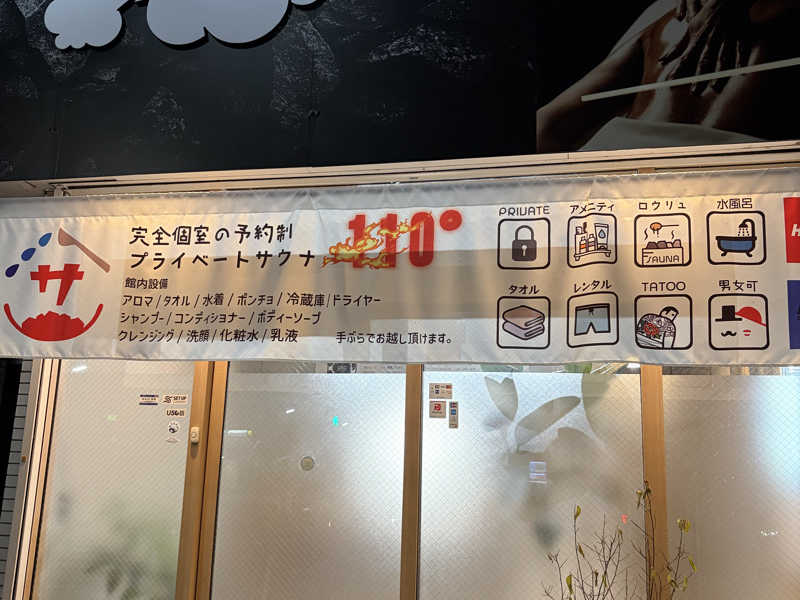 サ
完全個室の予約制
プライベートサウナ 110°
館内設備
アロマ/タオル/水着/ポンチョ/冷蔵庫/ドライヤー
シャンプー/コンディショナー/ボディーソープ
クレンジング/洗顔/化粧水/乳液
手ぶらでお越し頂けます。
PRIVATE アメニティ ロウリュ 水風呂
SAUNA
タオル レンタル TATOO 男女可
H